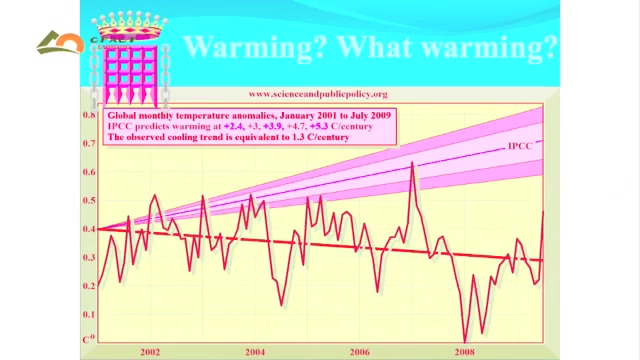 CFACT
Warming? What warming?
www.scienceandpublicpolicy.org
Global monthly temperature anomalies, January 2001 to July 2009
IPCC predicts warming at +2.4, +3, +3.9, +4.7, +5.3 C/century
The observed cooling trend is equivalent to 1.3 C/century
0.8
0.7
IPCC
0.6
0.5
0.4
0.3
0.2
0.1
C°
2002 2004 2006 2008